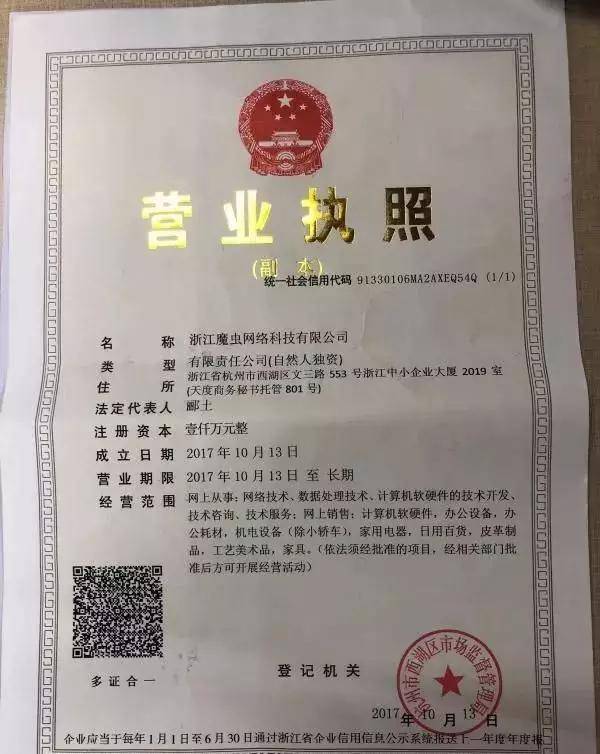 营业执照
(副 本)
统一社会信用代码 91330106MA2AXEQ54Q (1/1)
名 称 浙江魔虫网络科技有限公司
类 型 有限责任公司(自然人独资)
住 所 浙江省杭州市西湖区文三路 553 号浙江中小企业大厦 2019 室
(天度商务秘书托管 801 号)
法定代表人 郦土
注册资本 壹仟万元整
成立日期 2017 年 10 月 13 日
营业期限 2017 年 10 月 13 日 至 长期
经营范围 网上从事:网络技术、数据处理技术、计算机软硬件的技术开发、
技术咨询、技术服务;网上销售:计算机软硬件,办公设备,办
公耗材,机电设备(除小轿车),家用电器,日用百货,皮革制
品,工艺美术品,家具。(依法须经批准的项目,经相关部门批
准后方可开展经营活动)
多证合一
登记机关
杭州市西湖区市场监督管理局
2017 年 10 月 13 日
企业应当于每年 1 月 1 日至 6 月 30 日通过浙江省企业信用信息公示系统报送上一年度年度报